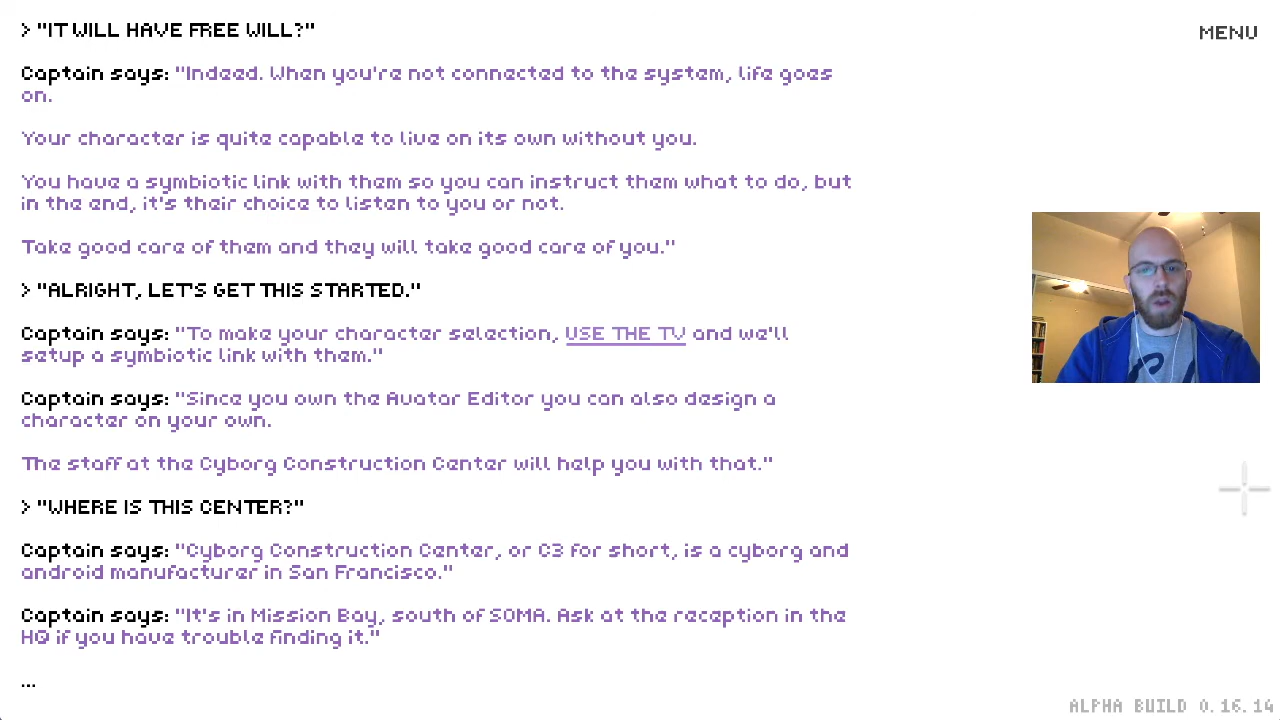 > "IT WILL HAVE FREE WILL?"
MENU
Captain says: "Indeed. When you're not connected to the system, life goes
on.
Your character is quite capable to live on its own without you.
You have a symbiotic link with them so you can instruct them what to do, but
in the end, it's their choice to listen to you or not.
Take good care of them and they will take good care of you."
> "ALRIGHT, LET'S GET THIS STARTED."
Captain says: "To make your character selection, USE THE TV and we'll
setup a symbiotic link with them."
Captain says: "Since you own the Avatar Editor you can also design a
character on your own.
The staff at the Cyborg Construction Center will help you with that."
> "WHERE IS THIS CENTER?"
Captain says: "Cyborg Construction Center, or C3 for short, is a cyborg and
android manufacturer in San Francisco."
Captain says: "It's in Mission Bay, south of SOMA. Ask at the reception in the
HQ if you have trouble finding it."
...
ALPHA BUILD 0.16.14